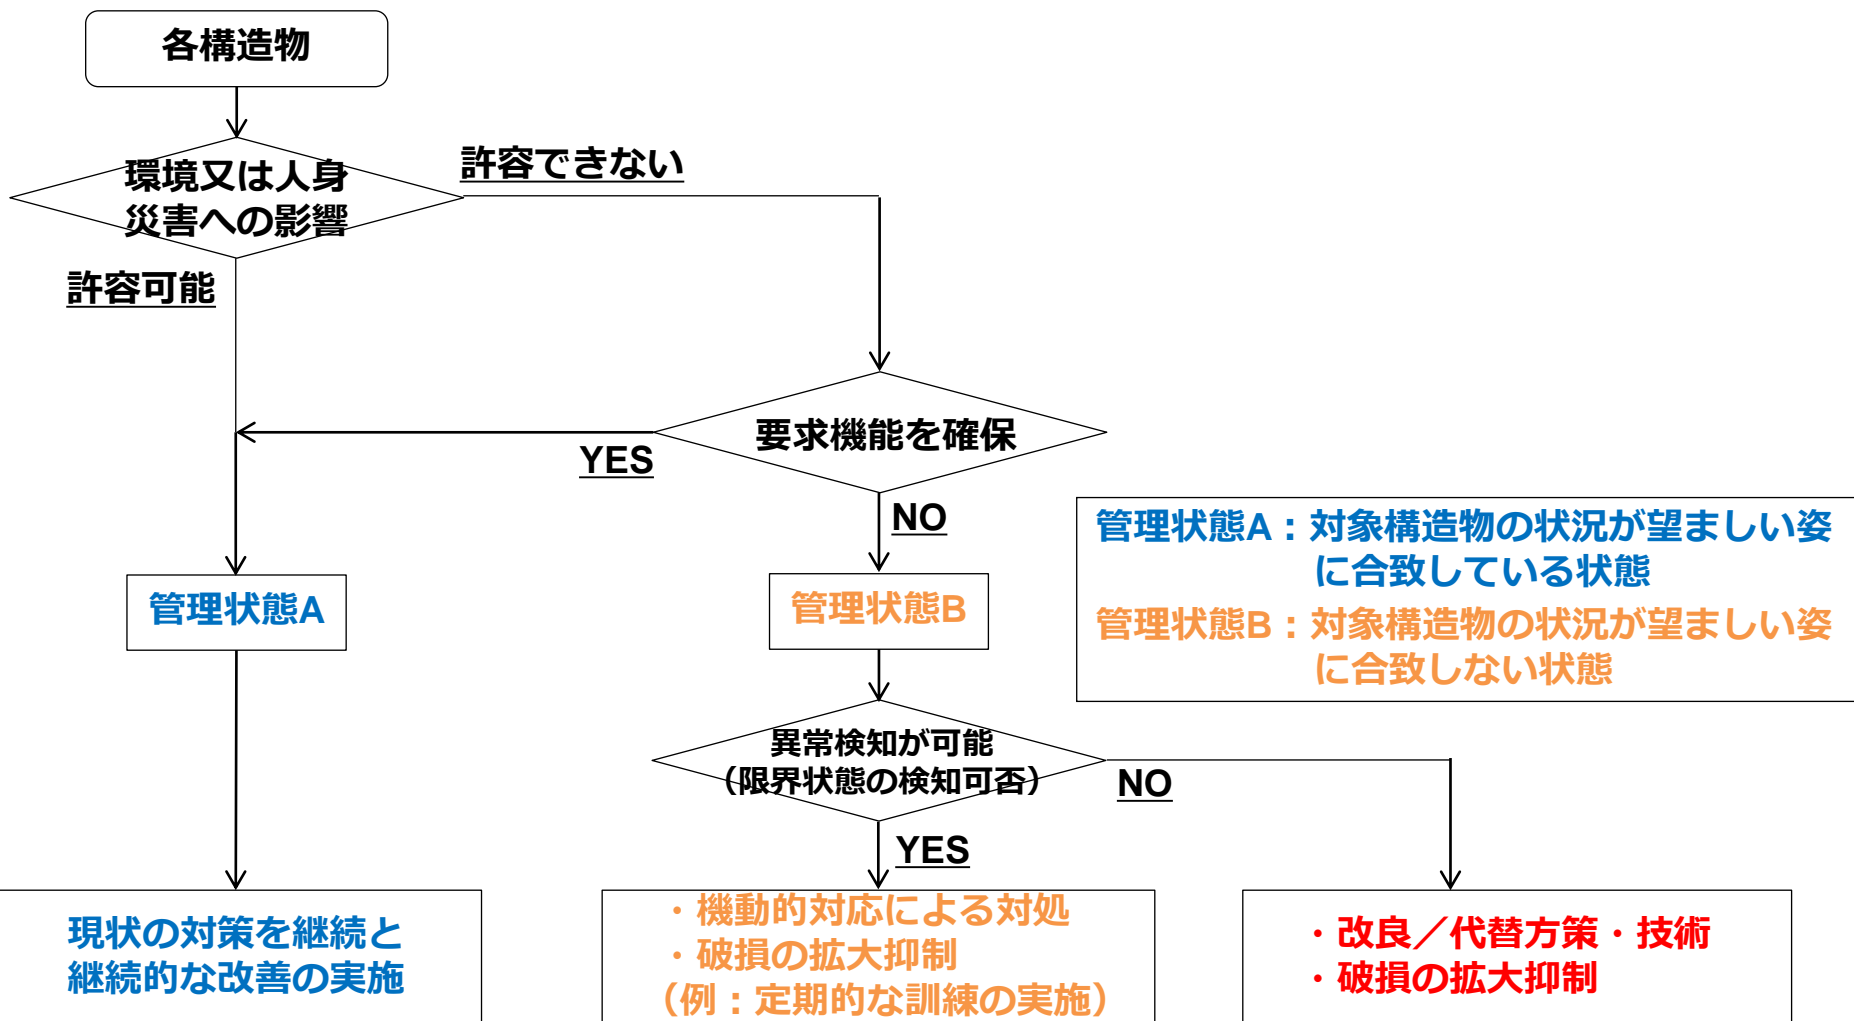 各構造物
環境又は人身
災害への影響
許容できない
許容可能
要求機能を確保
YES
NO
管理状態A：対象構造物の状況が望ましい姿
に合致している状態
管理状態B：対象構造物の状況が望ましい姿
に合致しない状態
管理状態A
管理状態B
異常検知が可能
（限界状態の検知可否）
NO
YES
現状の対策を継続と
継続的な改善の実施
・機動的対応による対処
・破損の拡大抑制
（例：定期的な訓練の実施）
・改良／代替方策・技術
・破損の拡大抑制